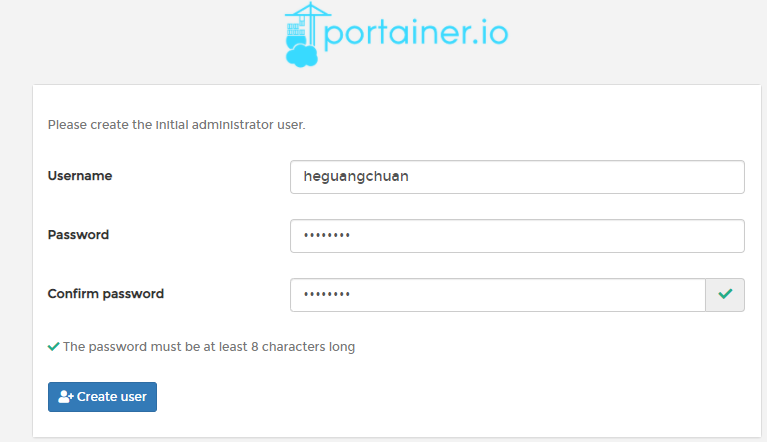 portainer.io
Please create the initial administrator user.
Username heguangchuan
Password ••••••••
Confirm password ••••••••
The password must be at least 8 characters long
Create user